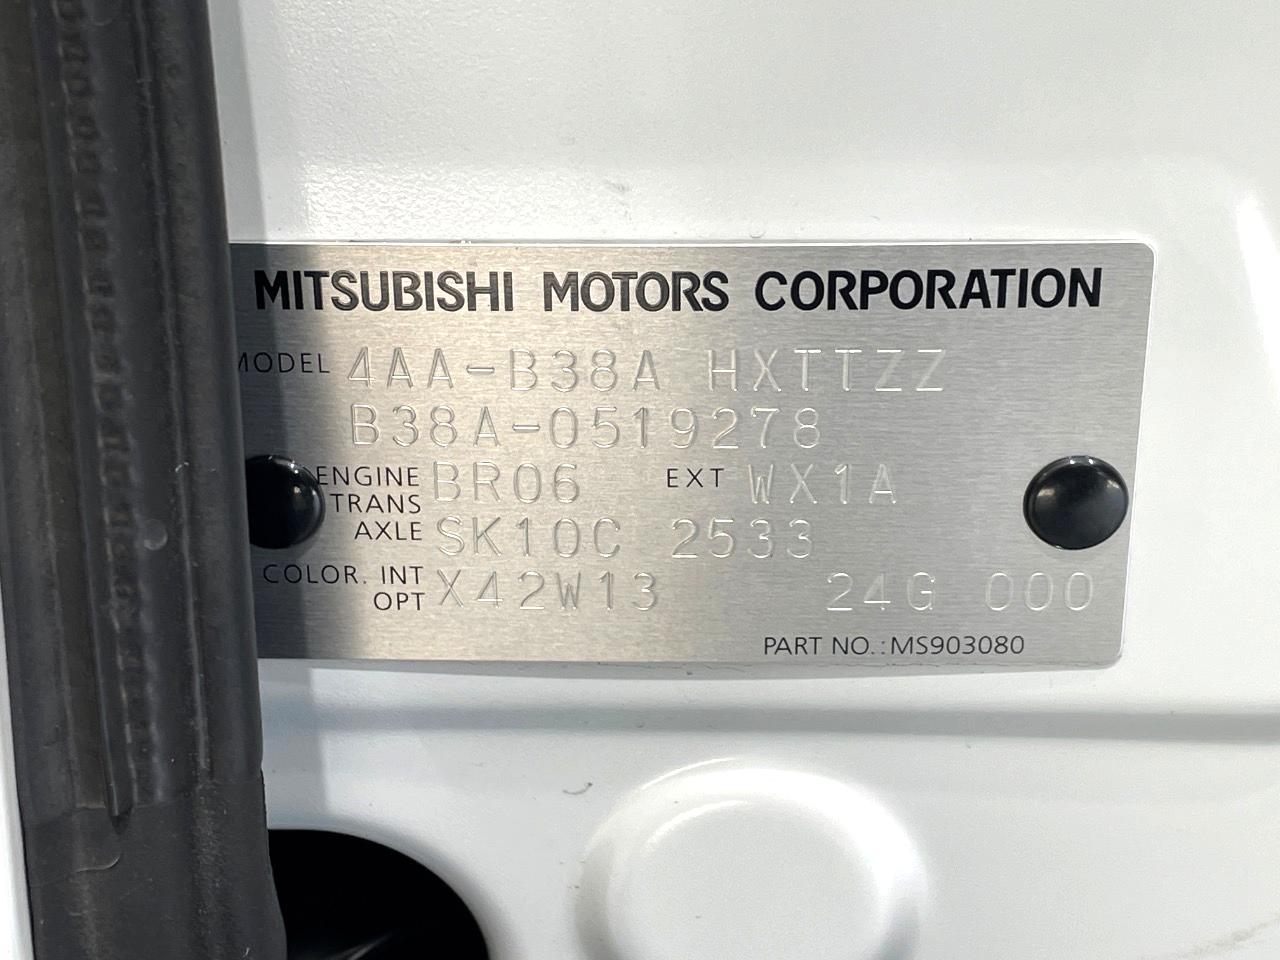 MITSUBISHI MOTORS CORPORATION
MODEL 4AA-B38A HXTTZZ
B38A-0519278
ENGINE BR06 EXT WX1A
TRANS
AXLE SK10C 2533
COLOR. INT X42W13 24G 000
OPT
PART NO.:MS903080